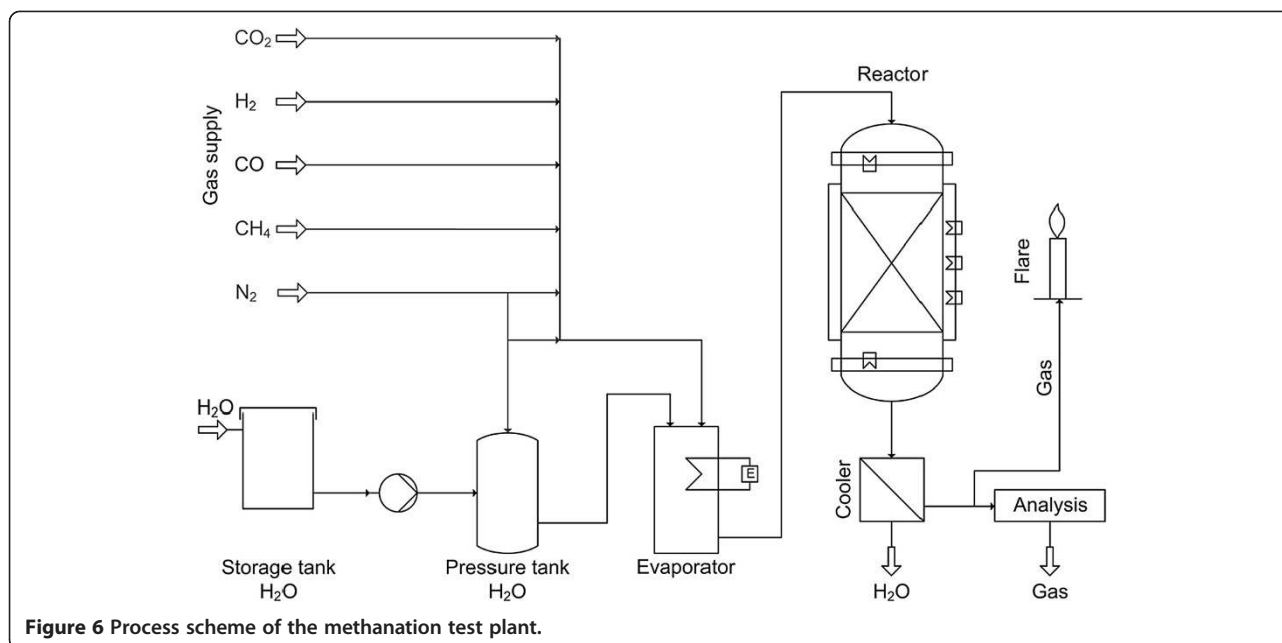 CO₂
H₂
CO
CH₄
N₂
Gas supply
Reactor
Flare
Gas
H₂O
E
Cooler
Analysis
Storage tank
H₂O
Pressure tank
H₂O
Evaporator
H₂O
Gas
Figure 6 Process scheme of the methanation test plant.